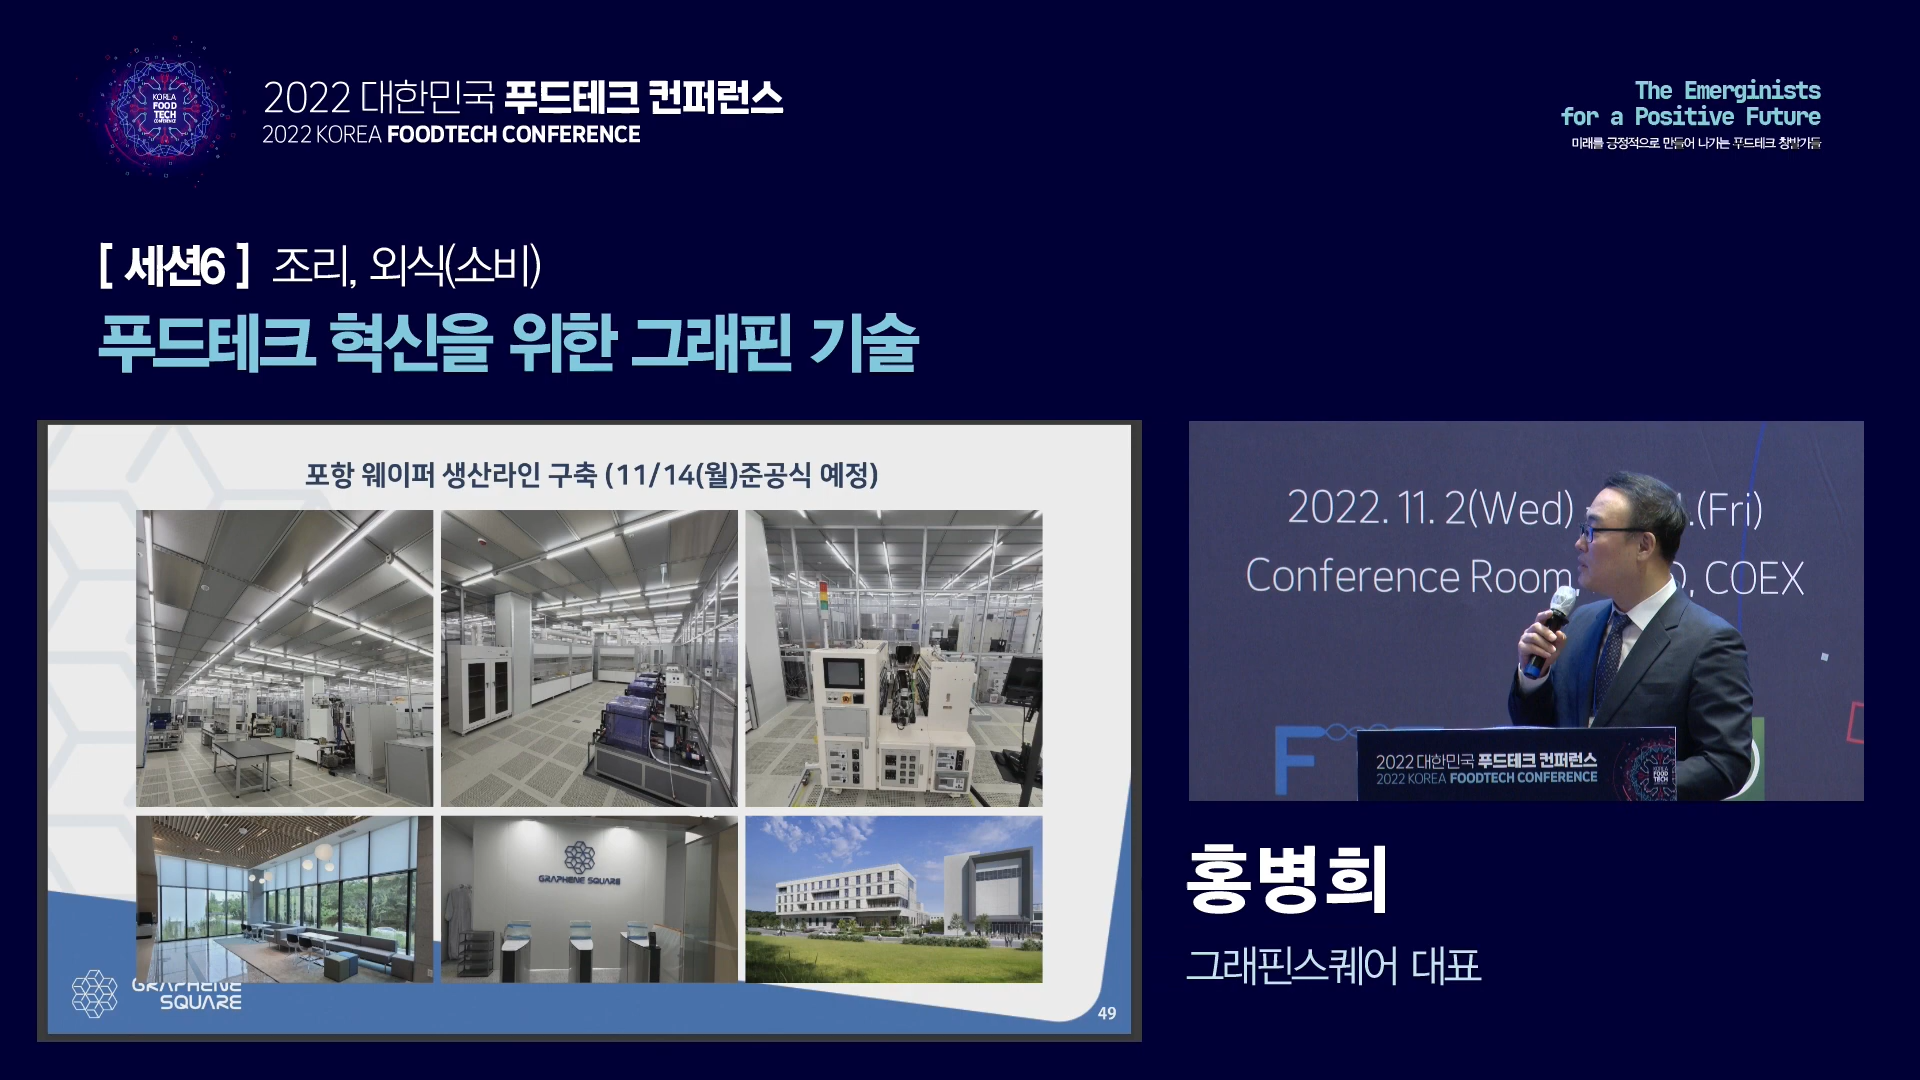 KOREA
FOOD
TECH
CONFERENCE
2022 대한민국 푸드테크 컨퍼런스
2022 KOREA FOODTECH CONFERENCE
The Emerginists
for a Positive Future
미래를 긍정적으로 만들어 나가는 푸드테크 창발가들
[ 세션6 ] 조리, 외식(소비)
푸드테크 혁신을 위한 그래핀 기술
포항 웨이퍼 생산라인 구축 (11/14(월)준공식 예정)
GRAPHENE SQUARE
GRAPHENE
SQUARE
49
2022. 11. 2(Wed) .(Fri)
Conference Room, , COEX
F
2022 대한민국 푸드테크 컨퍼런스
2022 KOREA FOODTECH CONFERENCE
홍병희
그래핀스퀘어 대표